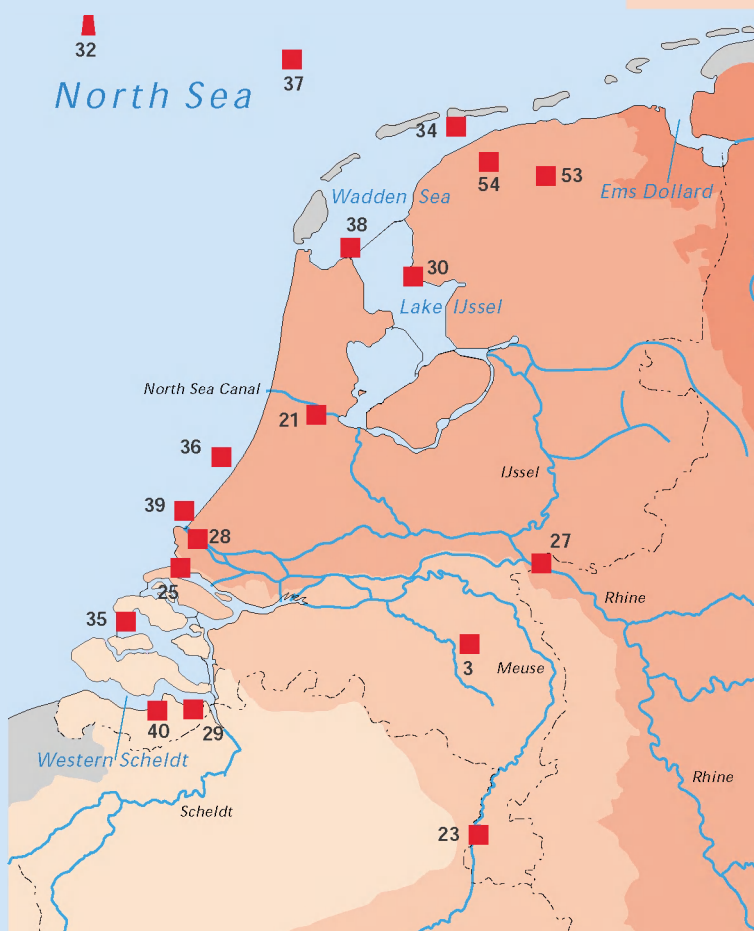 32
37
North Sea
34
54
53
Ems Dollard
Wadden Sea
38
30
Lake IJssel
North Sea Canal
21
36
IJssel
39
28
27
25
Rhine
35
3
Meuse
40
29
Western Scheldt
Rhine
Scheldt
23